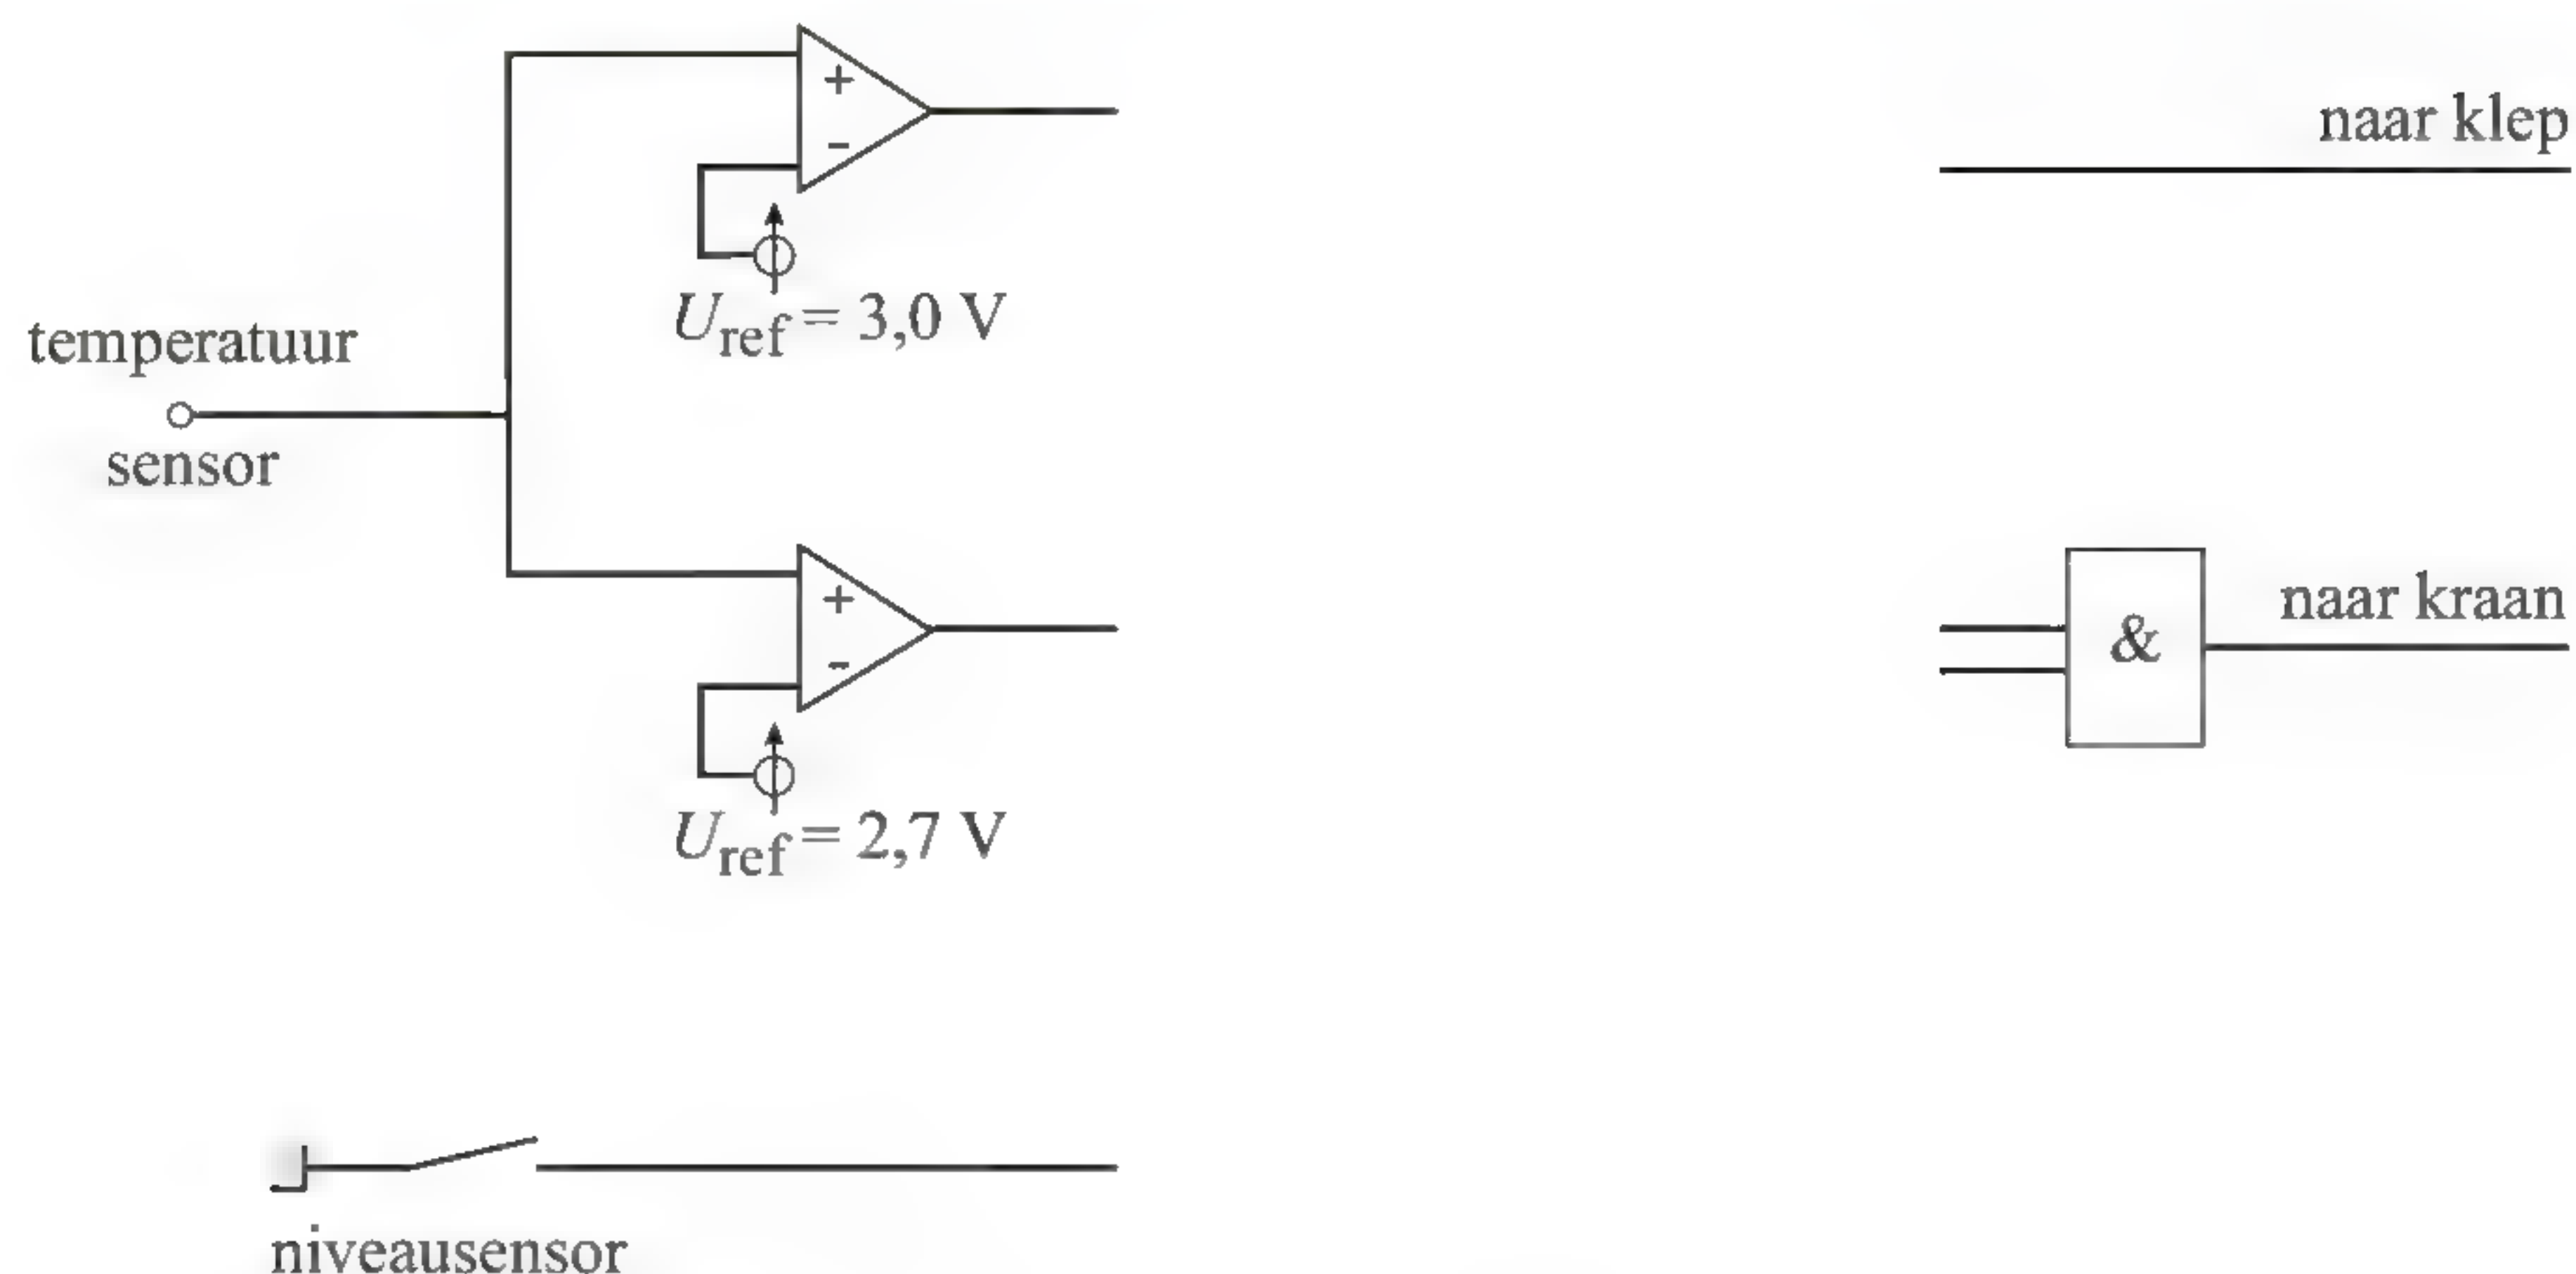 +
-
naar klep
U_ref = 3,0 V
temperatuur
sensor
+
-
&
naar kraan
U_ref = 2,7 V
niveausensor